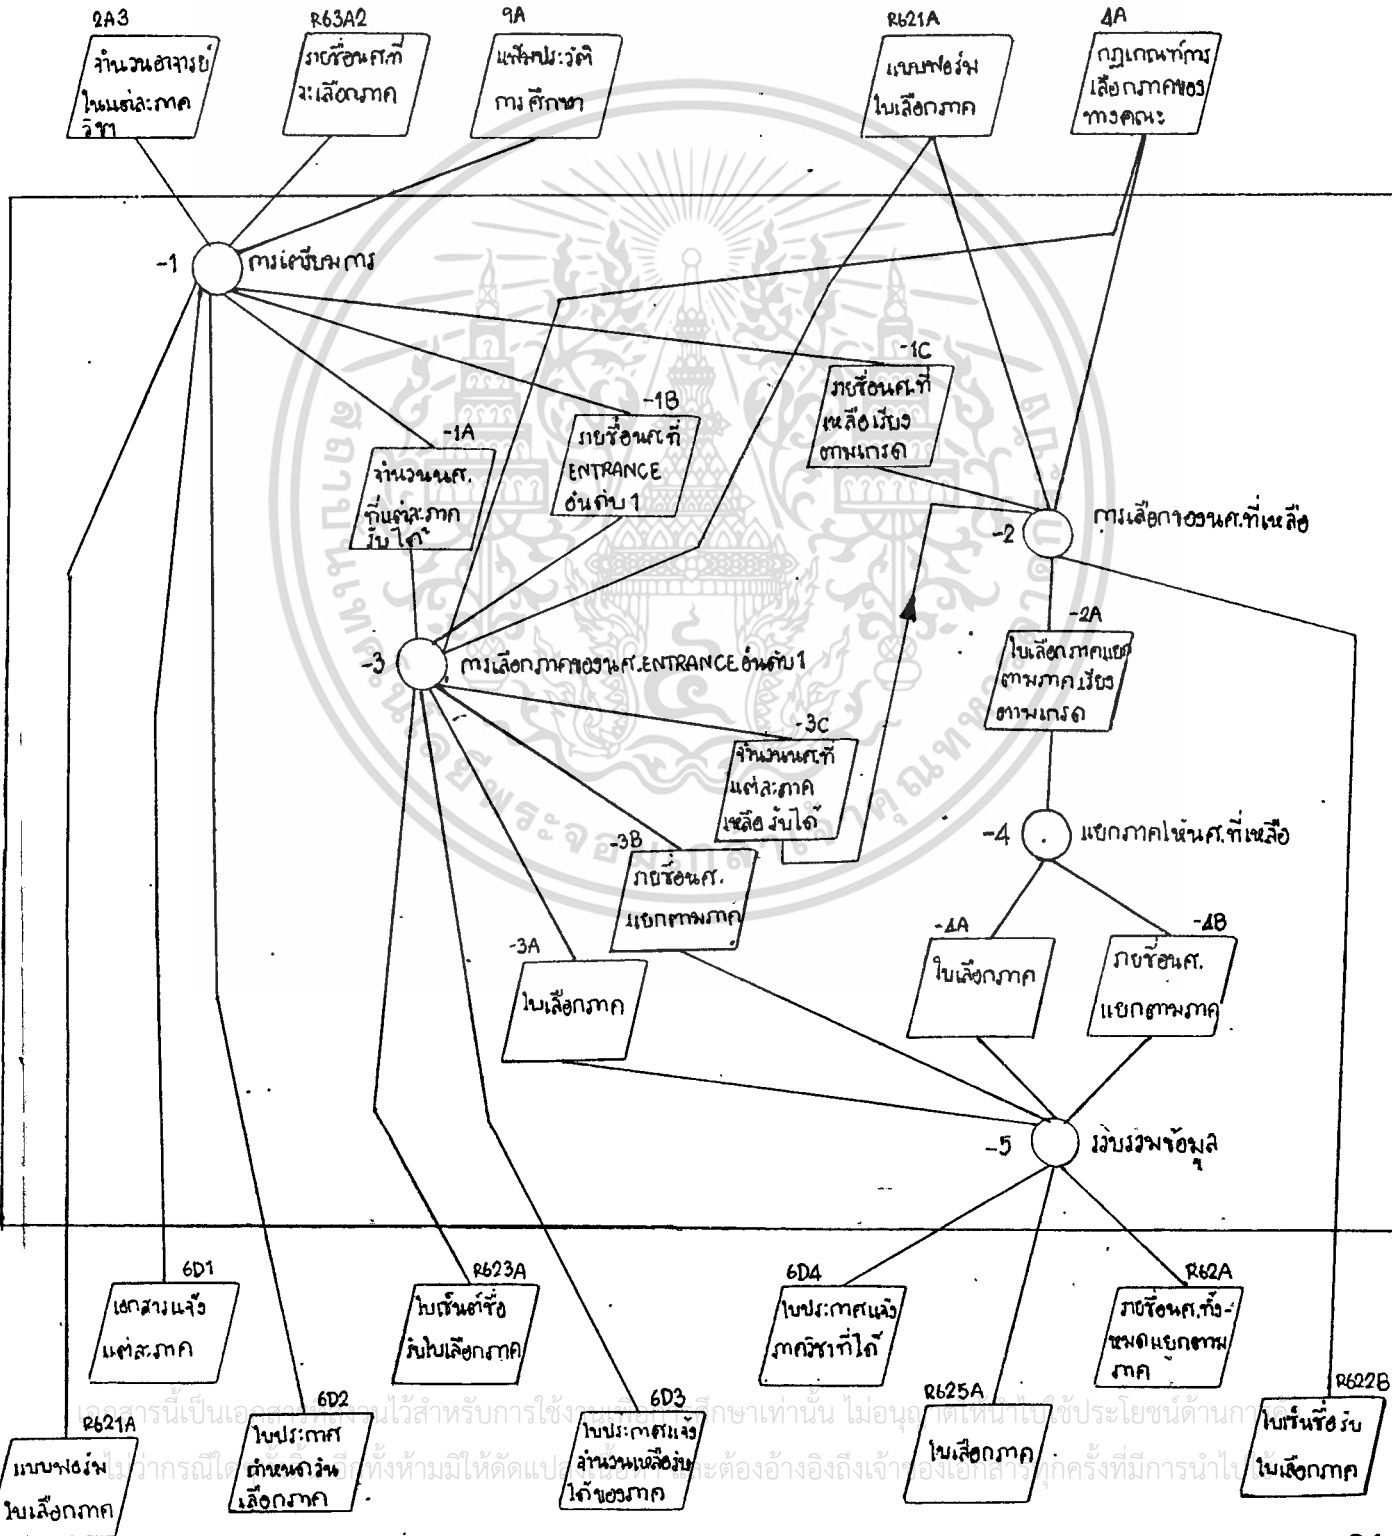 2A3
R63A2
9A
R621A
4A
จำนวนอาจารย์
ในแต่ละภาค
วิชา
รายชื่อนศ.ที่
จะเลือกภาค
แฟ้มประวัติ
การศึกษา
แบบฟอร์ม
ใบเลือกภาค
กฎเกณฑ์การ
เลือกภาคของ
ทางคณะ
-1
การเตรียมการ
-1C
รายชื่อนศ.ที่
เหลือเรียง
ตามเกรด
-1B
รายชื่อนศ.ที่
ENTRANCE
อันดับ 1
-1A
จำนวนนศ.
ที่แต่ละภาค
รับได้
-2
การเลือกของนศ.ที่เหลือ
-2A
ใบเลือกภาคแยก
ตามภาคเรียง
ตามเกรด
-3
การเลือกภาคของนศ.ENTRANCE อันดับ 1
-3C
จำนวนนศ.ที่
แต่ละภาค
เหลือรับได้
-4
แยกภาคให้นศ.ที่เหลือ
-3B
รายชื่อนศ.
แยกตามภาค
-3A
ใบเลือกภาค
-4A
ใบเลือกภาค
-4B
รายชื่อนศ.
แยกตามภาค
-5
รวบรวมข้อมูล
6D1
เอกสารแจ้ง
แต่ละภาค
R623A
ใบเซ็นต์ชื่อ
รับใบเลือกภาค
6D4
ใบประกาศแจ้ง
ภาควิชาที่ได้
R62A
รายชื่อนศ.ทั้ง-
หมดแยกตาม
ภาค
R621A
แบบฟอร์ม
ใบเลือกภาค
6D2
ใบประกาศ
กำหนดวัน
เลือกภาค
6D3
ใบประกาศแจ้ง
จำนวนเหลือรับ
ได้ของภาค
R625A
ใบเลือกภาค
R622B
ใบเซ็นชื่อรับ
ใบเลือกภาค